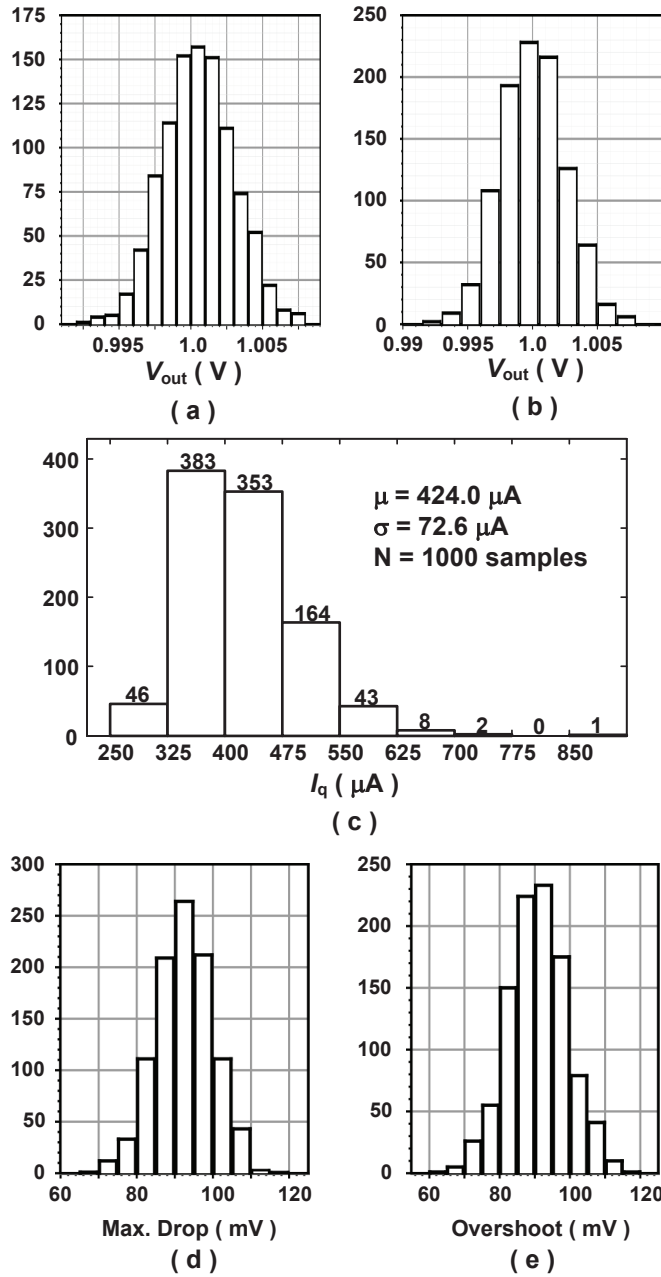 175
150
125
100
75
50
25
0
0.995 1.0 1.005
Vout ( V )
( a )
250
200
150
100
50
0
0.99 0.995 1.0 1.005
Vout ( V )
( b )
400
300
200
100
0
46 383 353 164 43 8 2 0 1
μ = 424.0 μA
σ = 72.6 μA
N = 1000 samples
250 325 400 475 550 625 700 775 850
Iq ( μA )
( c )
300
250
200
150
100
50
0
60 80 100 120
Max. Drop ( mV )
( d )
250
200
150
100
50
0
60 80 100 120
Overshoot ( mV )
( e )